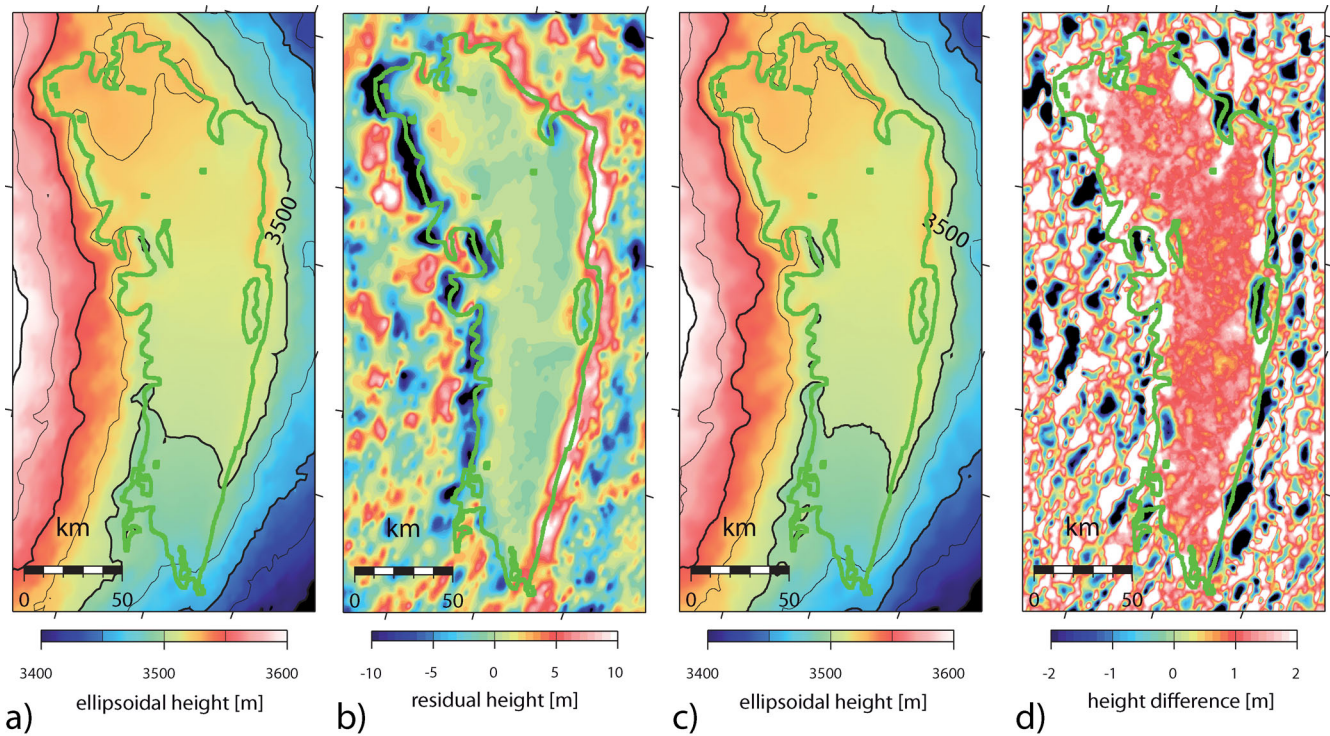 3500
km
0 50
3400 3500 3600
ellipsoidal height [m]
a)
km
0 50
-10 -5 0 5 10
residual height [m]
b)
3500
km
0 50
3400 3500 3600
ellipsoidal height [m]
c)
km
0 50
-2 -1 0 1 2
height difference [m]
d)